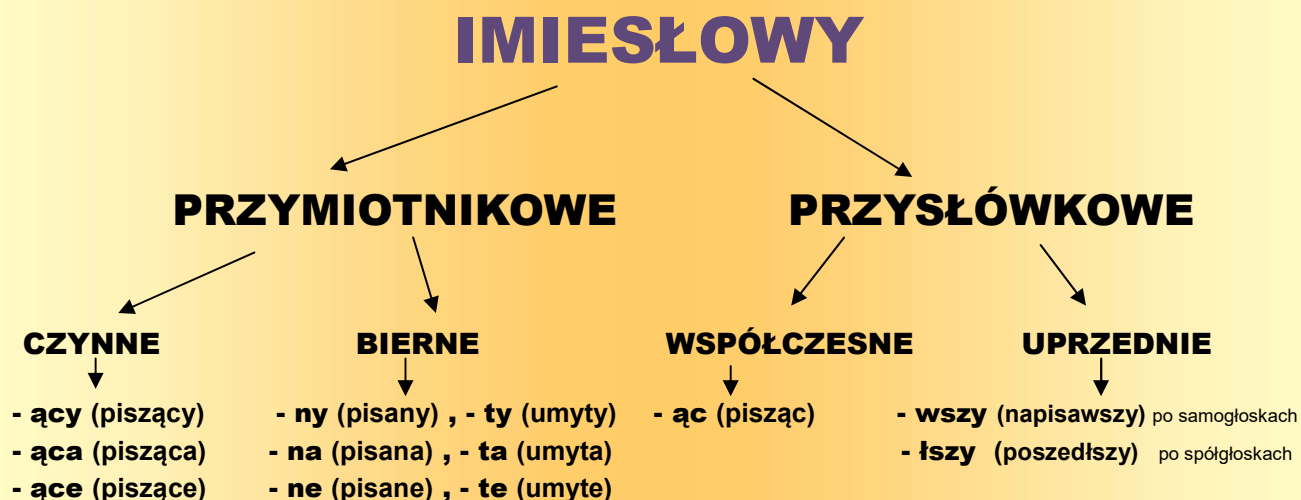 IMIESŁOWY
PRZYMIOTNIKOWE PRZYSŁÓWKOWE
CZYNNE BIERNE WSPÓŁCZESNE UPRZEDNIE
- ący (piszący) - ny (pisany) , - ty (umyty) - ąc (pisząc) - wszy (napisawszy) po samogłoskach
- ąca (pisząca) - na (pisana) , - ta (umyta) - łszy (poszedłszy) po spółgłoskach
- ące (piszące) - ne (pisane) , - te (umyte)